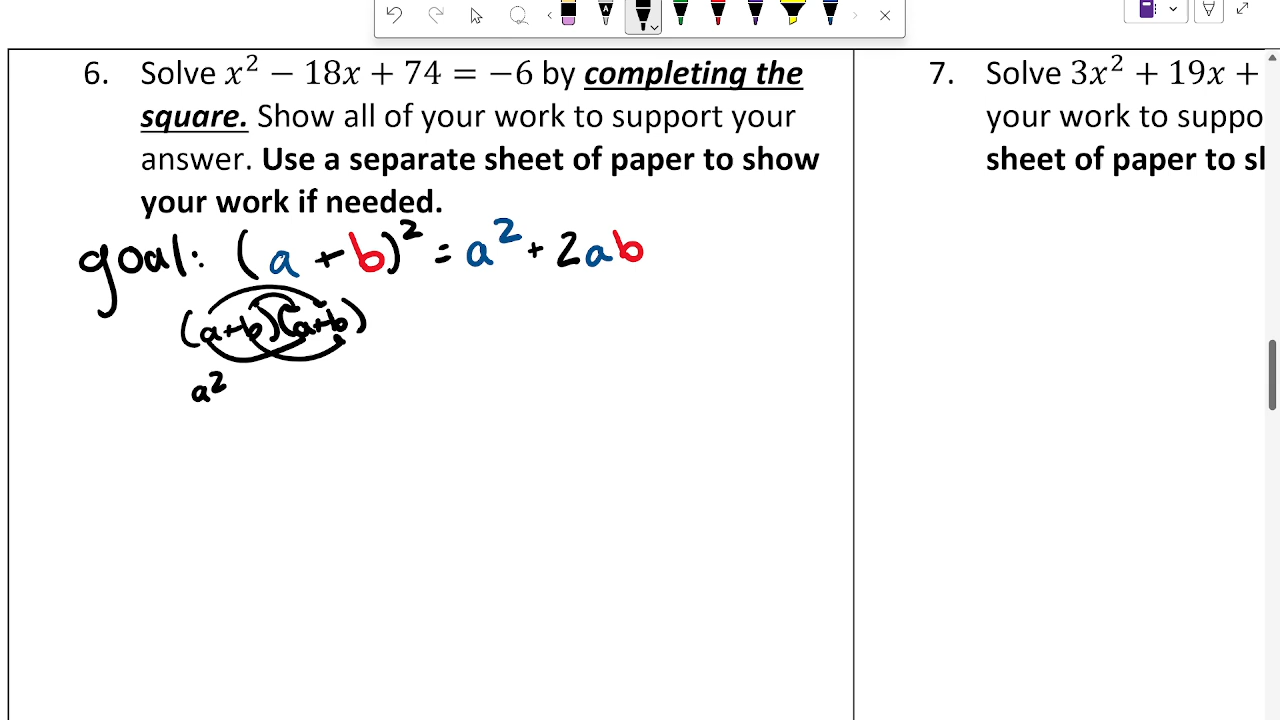 6. Solve x² − 18x + 74 = −6 by completing the
square. Show all of your work to support your
answer. Use a separate sheet of paper to show
your work if needed.
goal: (a + b)² = a² + 2ab
(a+b)(a+b)
a²
7. Solve 3x² + 19x +
your work to suppo
sheet of paper to sl